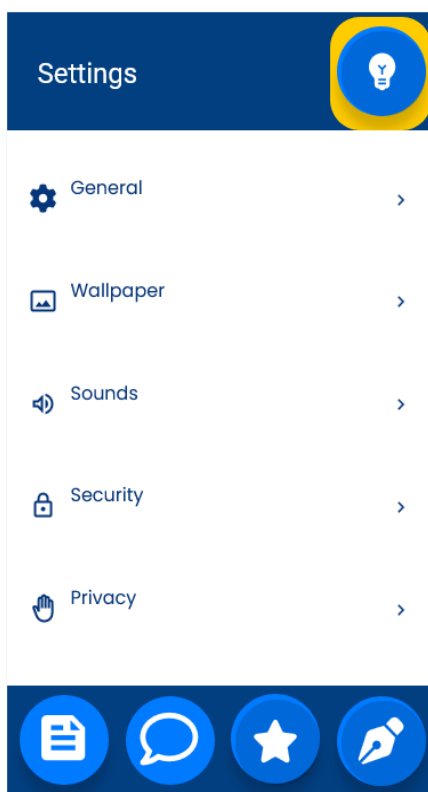 Settings
General
Wallpaper
Sounds
Security
Privacy